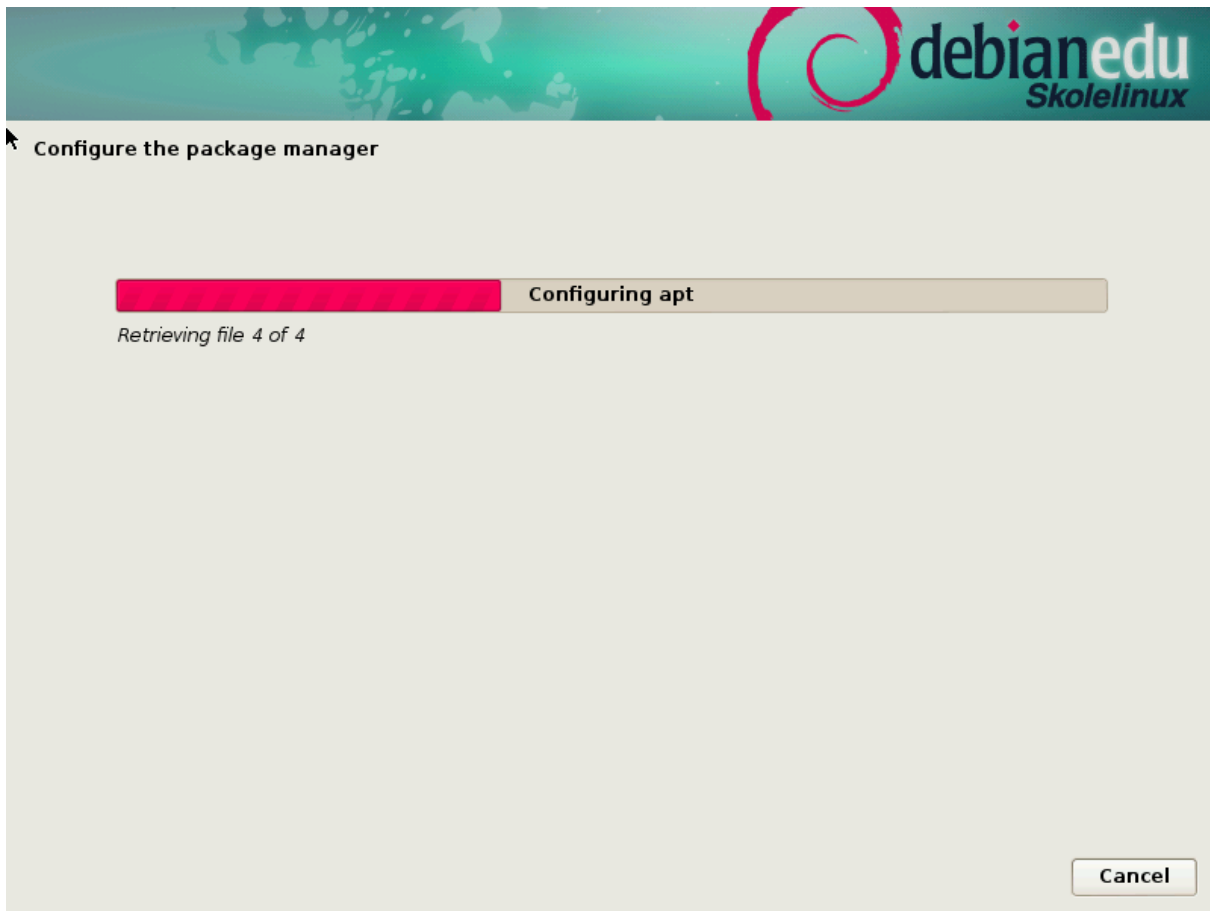 debianedu
Skolelinux
Configure the package manager
Configuring apt
Retrieving file 4 of 4
Cancel